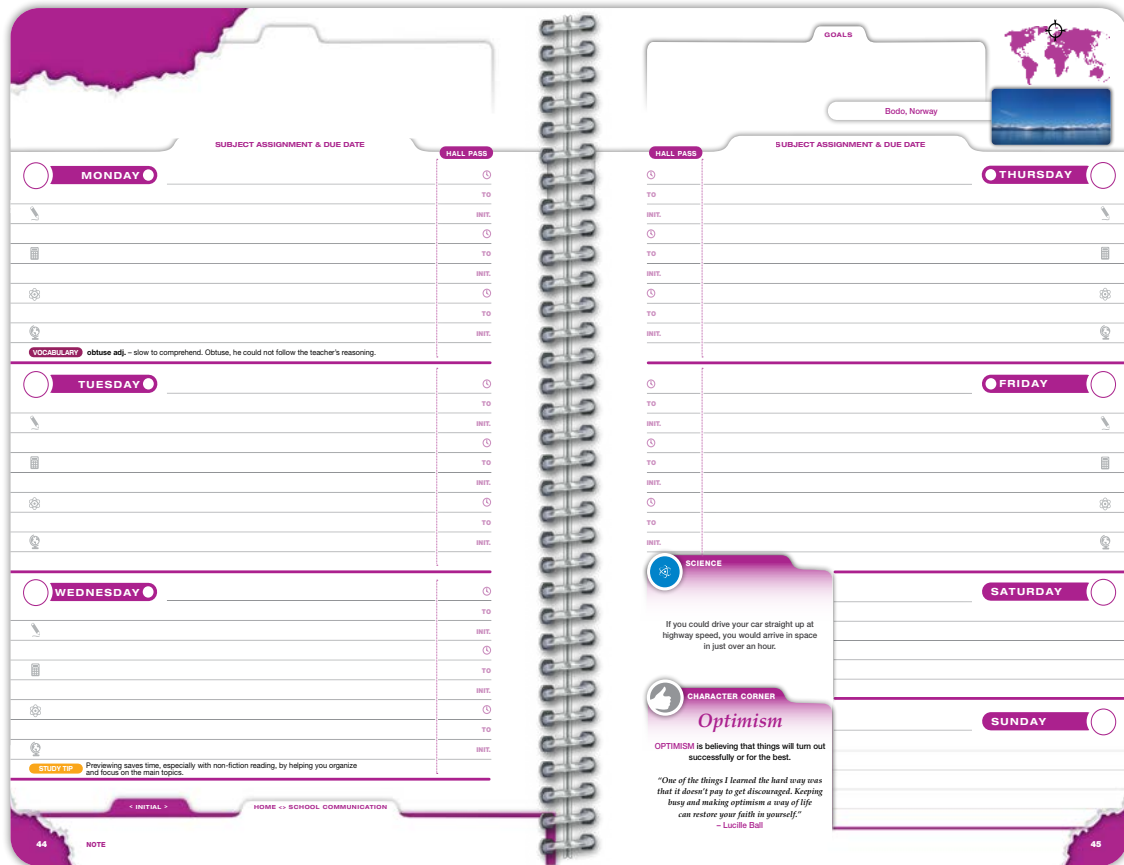 SUBJECT ASSIGNMENT & DUE DATE
HALL PASS
MONDAY
TO
INIT.
TO
INIT.
TO
INIT.
VOCABULARY obtuse adj. – slow to comprehend. Obtuse, he could not follow the teacher's reasoning.
TUESDAY
TO
INIT.
TO
INIT.
TO
INIT.
WEDNESDAY
TO
INIT.
TO
INIT.
TO
INIT.
STUDY TIP Previewing saves time, especially with non-fiction reading, by helping you organize
and focus on the main topics.
< INITIAL >
HOME <> SCHOOL COMMUNICATION
44
NOTE
GOALS
Bodo, Norway
HALL PASS
SUBJECT ASSIGNMENT & DUE DATE
THURSDAY
TO
INIT.
TO
INIT.
TO
INIT.
FRIDAY
TO
INIT.
TO
INIT.
TO
INIT.
SCIENCE
If you could drive your car straight up at
highway speed, you would arrive in space
in just over an hour.
CHARACTER CORNER
Optimism
OPTIMISM is believing that things will turn out
successfully or for the best.
"One of the things I learned the hard way was
that it doesn't pay to get discouraged. Keeping
busy and making optimism a way of life
can restore your faith in yourself."
– Lucille Ball
SATURDAY
SUNDAY
45